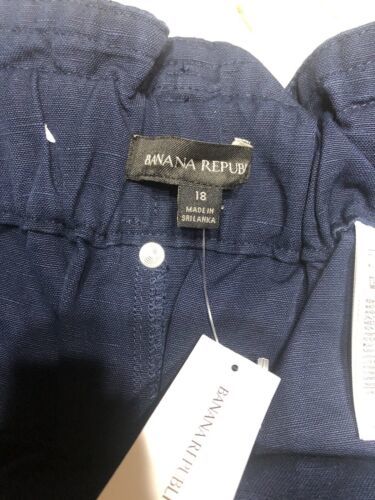 BANANA REPUB
18
MADE IN
SRI LANKA
BANANA REPUBLI